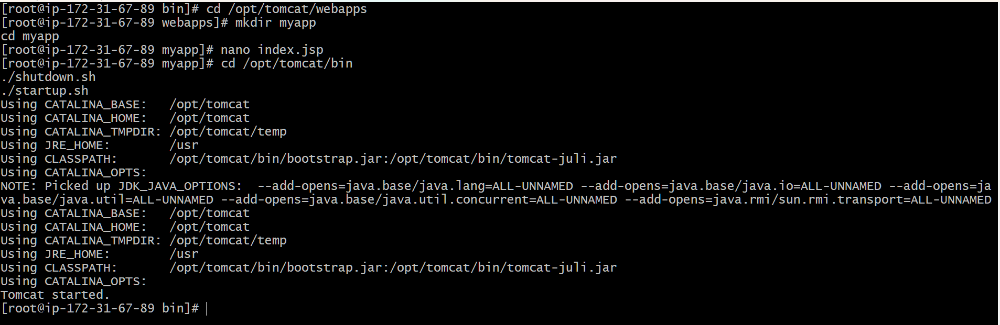 [root@ip-172-31-67-89 bin]# cd /opt/tomcat/webapps
[root@ip-172-31-67-89 webapps]# mkdir myapp
cd myapp
[root@ip-172-31-67-89 myapp]# nano index.jsp
[root@ip-172-31-67-89 myapp]# cd /opt/tomcat/bin
./shutdown.sh
./startup.sh
Using CATALINA_BASE:   /opt/tomcat
Using CATALINA_HOME:   /opt/tomcat
Using CATALINA_TMPDIR: /opt/tomcat/temp
Using JRE_HOME:        /usr
Using CLASSPATH:       /opt/tomcat/bin/bootstrap.jar:/opt/tomcat/bin/tomcat-juli.jar
Using CATALINA_OPTS:
NOTE: Picked up JDK_JAVA_OPTIONS:  --add-opens=java.base/java.lang=ALL-UNNAMED --add-opens=java.base/java.io=ALL-UNNAMED --add-opens=ja
va.base/java.util=ALL-UNNAMED --add-opens=java.base/java.util.concurrent=ALL-UNNAMED --add-opens=java.rmi/sun.rmi.transport=ALL-UNNAMED
Using CATALINA_BASE:   /opt/tomcat
Using CATALINA_HOME:   /opt/tomcat
Using CATALINA_TMPDIR: /opt/tomcat/temp
Using JRE_HOME:        /usr
Using CLASSPATH:       /opt/tomcat/bin/bootstrap.jar:/opt/tomcat/bin/tomcat-juli.jar
Using CATALINA_OPTS:
Tomcat started.
[root@ip-172-31-67-89 bin]#